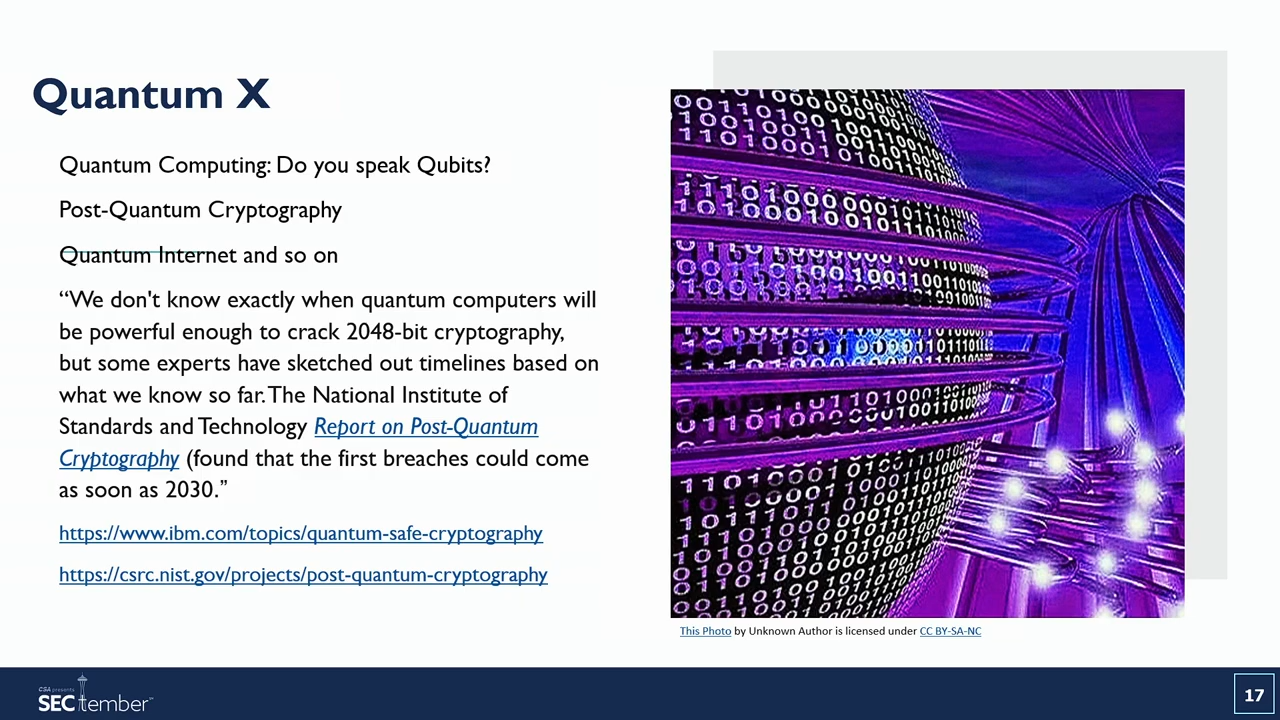 Quantum X
Quantum Computing: Do you speak Qubits?
Post-Quantum Cryptography
Quantum Internet and so on
“We don't know exactly when quantum computers will
be powerful enough to crack 2048-bit cryptography,
but some experts have sketched out timelines based on
what we know so far. The National Institute of
Standards and Technology Report on Post-Quantum
Cryptography (found that the first breaches could come
as soon as 2030.”
https://www.ibm.com/topics/quantum-safe-cryptography
https://csrc.nist.gov/projects/post-quantum-cryptography
This Photo by Unknown Author is licensed under CC BY-SA-NC
CSA presents
SECtember
17